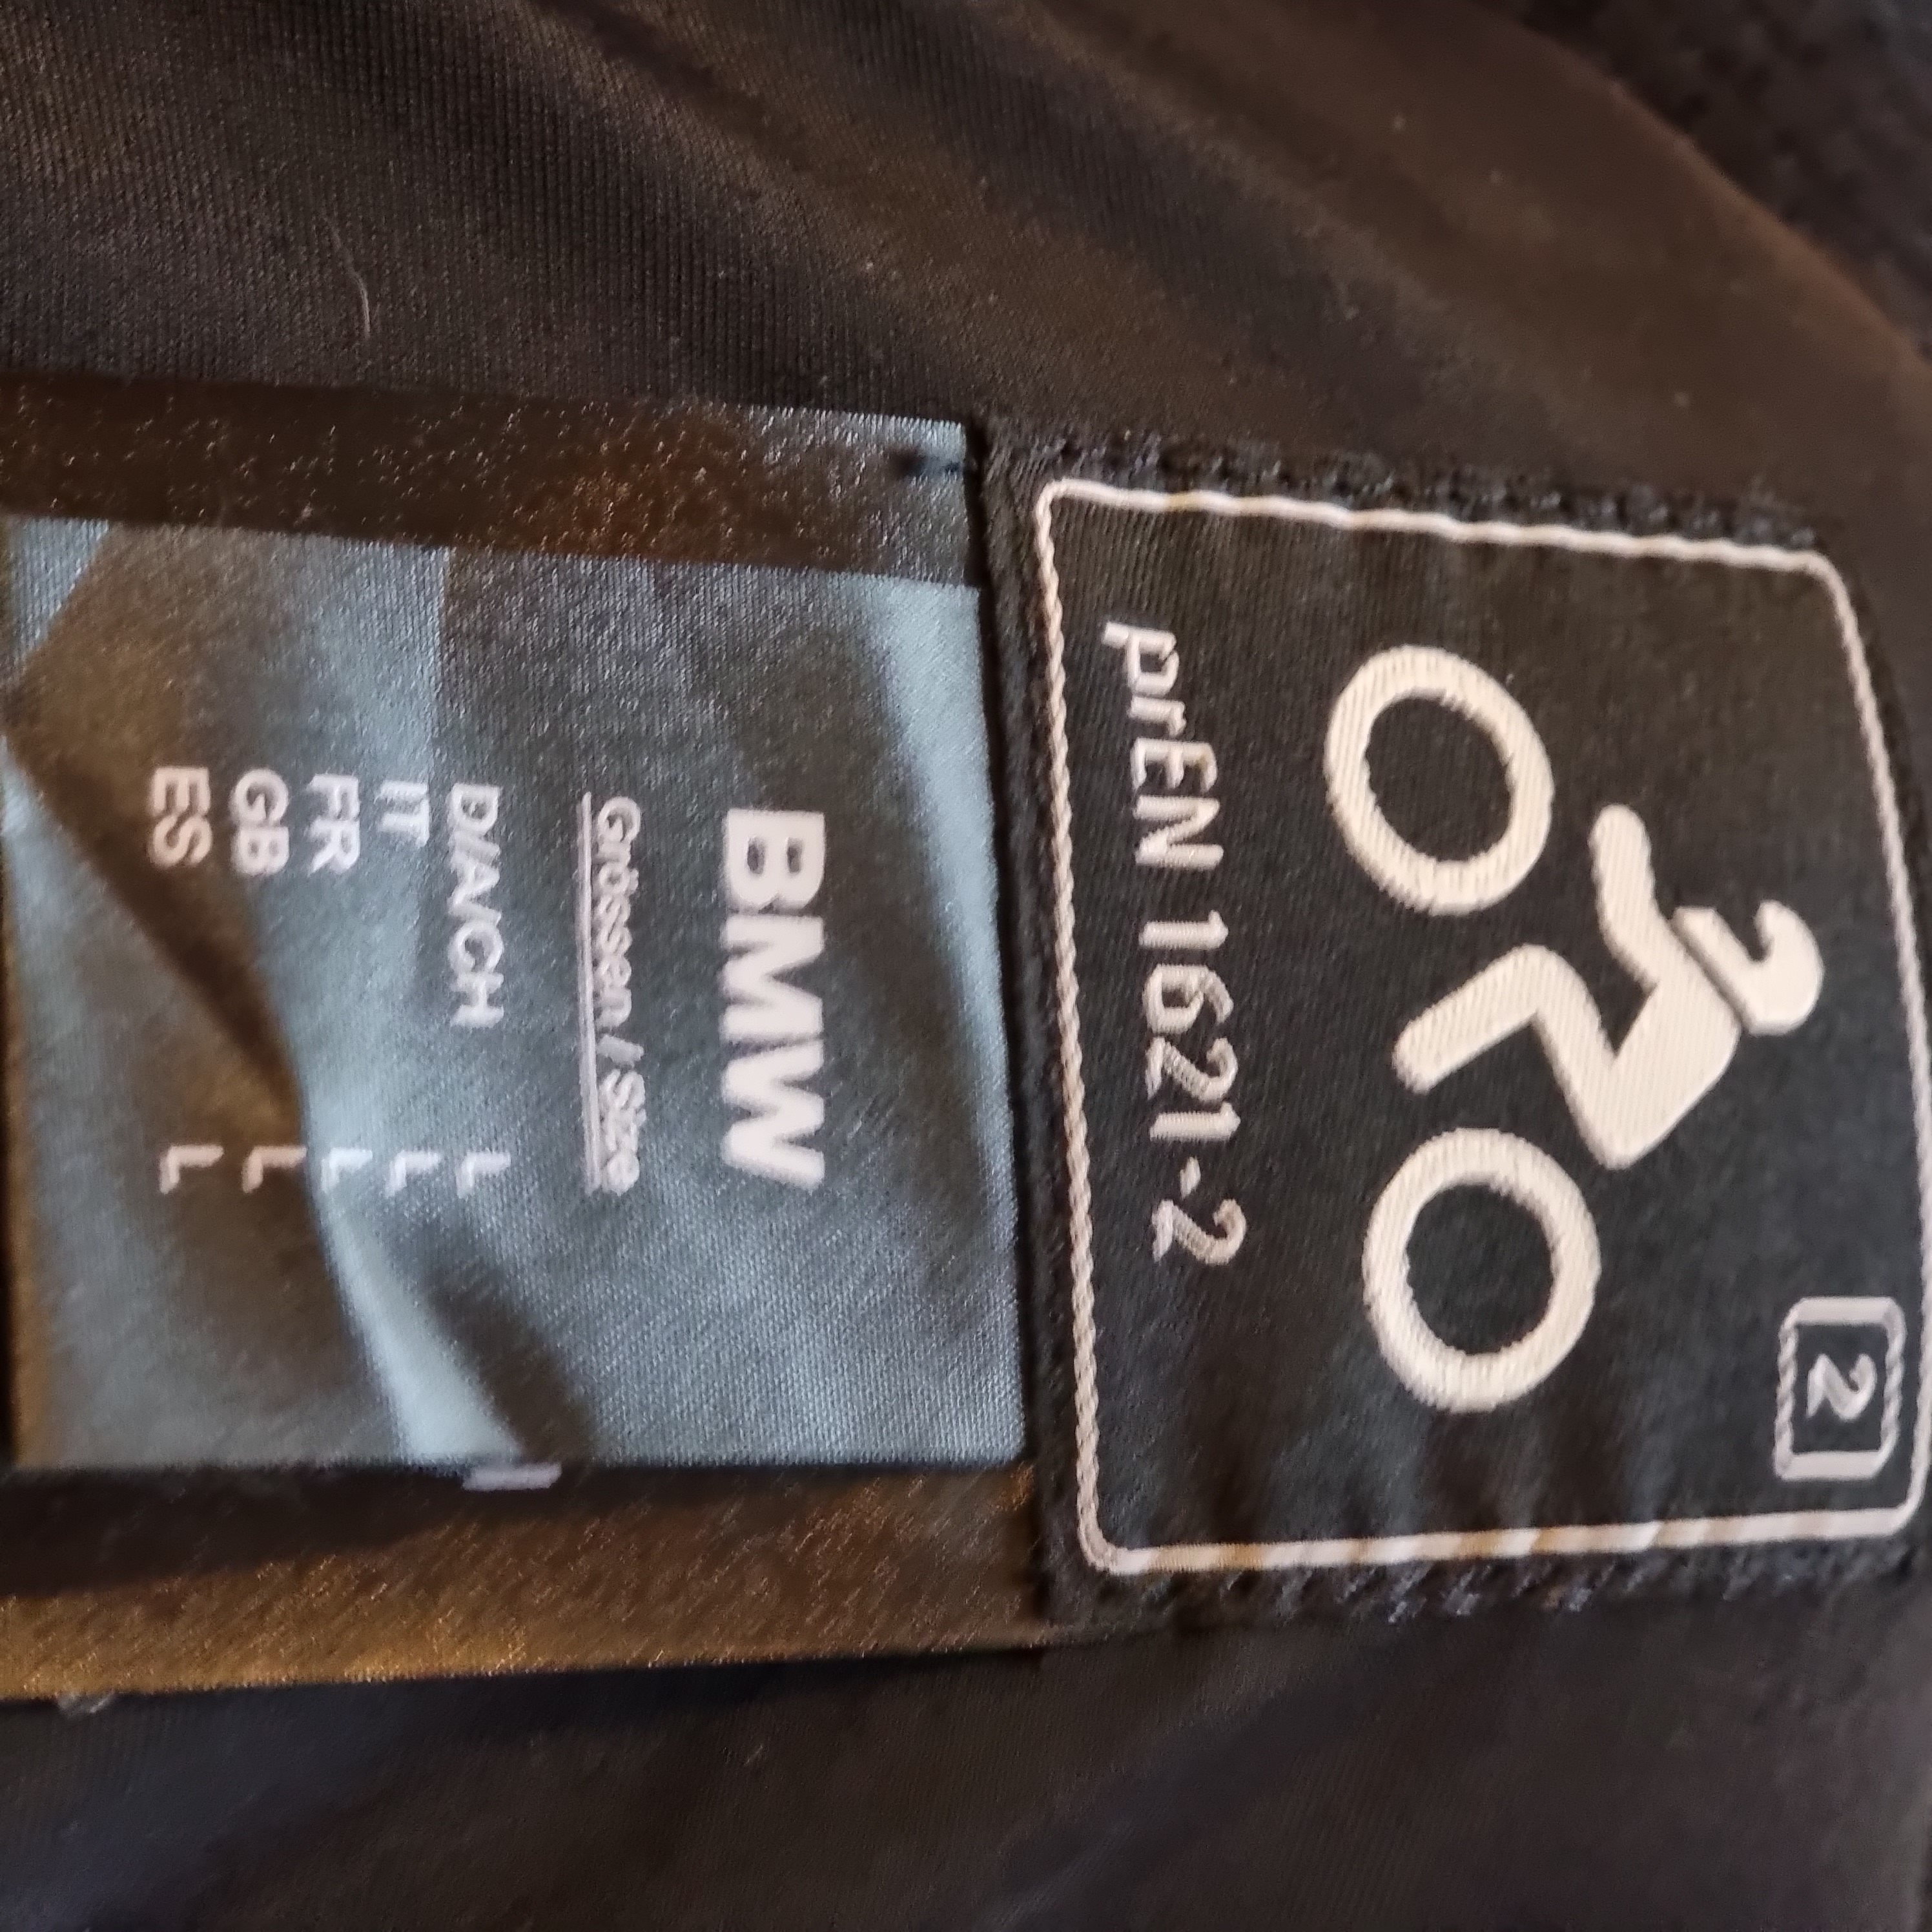 2
prEN 1621-2
BMW
Grössen / Size
D/A/CH L
IT L
FR L
GB L
ES L